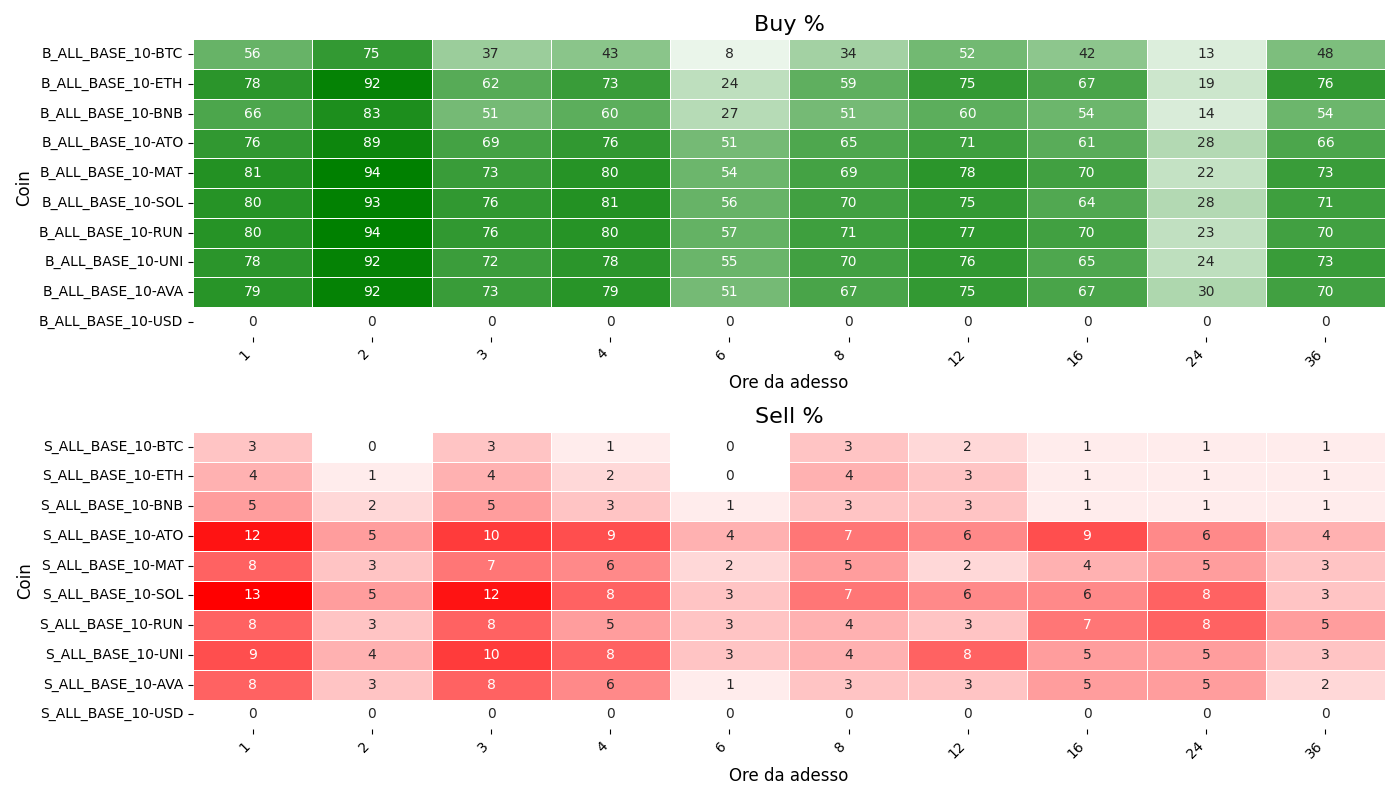 Buy %
Coin
B_ALL_BASE_10-BTC 56 75 37 43 8 34 52 42 13 48
B_ALL_BASE_10-ETH 78 92 62 73 24 59 75 67 19 76
B_ALL_BASE_10-BNB 66 83 51 60 27 51 60 54 14 54
B_ALL_BASE_10-ATO 76 89 69 76 51 65 71 61 28 66
B_ALL_BASE_10-MAT 81 94 73 80 54 69 78 70 22 73
B_ALL_BASE_10-SOL 80 93 76 81 56 70 75 64 28 71
B_ALL_BASE_10-RUN 80 94 76 80 57 71 77 70 23 70
B_ALL_BASE_10-UNI 78 92 72 78 55 70 76 65 24 73
B_ALL_BASE_10-AVA 79 92 73 79 51 67 75 67 30 70
B_ALL_BASE_10-USD 0 0 0 0 0 0 0 0 0 0
1 2 3 4 6 8 12 16 24 36
Ore da adesso
Sell %
Coin
S_ALL_BASE_10-BTC 3 0 3 1 0 3 2 1 1 1
S_ALL_BASE_10-ETH 4 1 4 2 0 4 3 1 1 1
S_ALL_BASE_10-BNB 5 2 5 3 1 3 3 1 1 1
S_ALL_BASE_10-ATO 12 5 10 9 4 7 6 9 6 4
S_ALL_BASE_10-MAT 8 3 7 6 2 5 2 4 5 3
S_ALL_BASE_10-SOL 13 5 12 8 3 7 6 6 8 3
S_ALL_BASE_10-RUN 8 3 8 5 3 4 3 7 8 5
S_ALL_BASE_10-UNI 9 4 10 8 3 4 8 5 5 3
S_ALL_BASE_10-AVA 8 3 8 6 1 3 3 5 5 2
S_ALL_BASE_10-USD 0 0 0 0 0 0 0 0 0 0
1 2 3 4 6 8 12 16 24 36
Ore da adesso